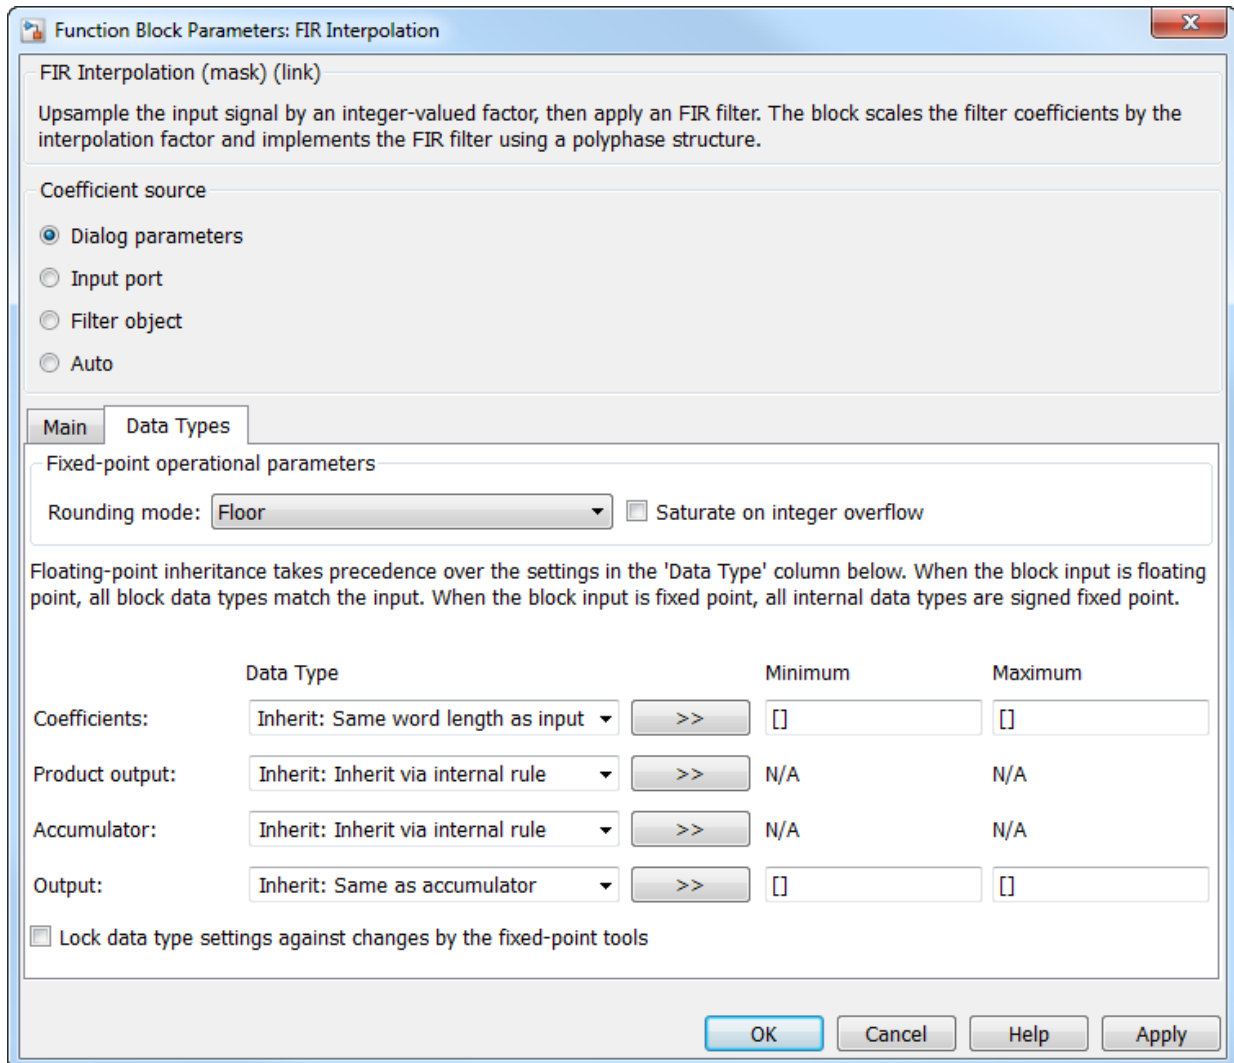 Function Block Parameters: FIR Interpolation
X
FIR Interpolation (mask) (link)
Upsample the input signal by an integer-valued factor, then apply an FIR filter. The block scales the filter coefficients by the
interpolation factor and implements the FIR filter using a polyphase structure.
Coefficient source
Dialog parameters
Input port
Filter object
Auto
Main Data Types
Fixed-point operational parameters
Rounding mode: Floor Saturate on integer overflow
Floating-point inheritance takes precedence over the settings in the 'Data Type' column below. When the block input is floating
point, all block data types match the input. When the block input is fixed point, all internal data types are signed fixed point.
Data Type Minimum Maximum
Coefficients: Inherit: Same word length as input >> [] []
Product output: Inherit: Inherit via internal rule >> N/A N/A
Accumulator: Inherit: Inherit via internal rule >> N/A N/A
Output: Inherit: Same as accumulator >> [] []
Lock data type settings against changes by the fixed-point tools
OK Cancel Help Apply